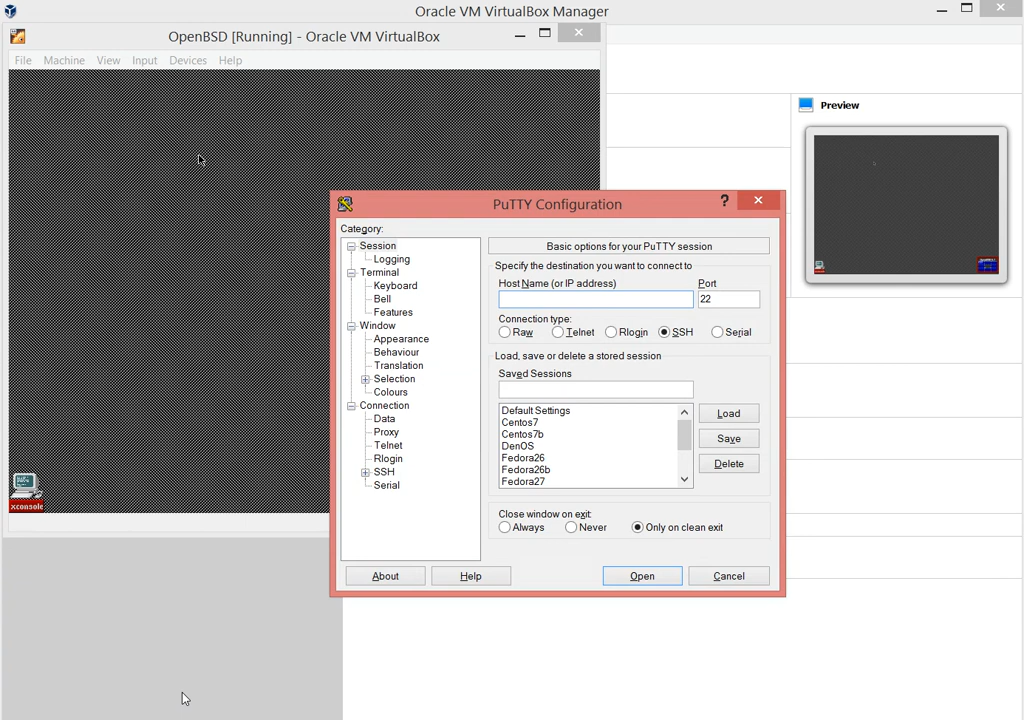 Oracle VM VirtualBox Manager
OpenBSD [Running] - Oracle VM VirtualBox
File Machine View Input Devices Help
Preview
xconsole
PuTTY Configuration
?
Category:
Session
Logging
Terminal
Keyboard
Bell
Features
Window
Appearance
Behaviour
Translation
Selection
Colours
Connection
Data
Proxy
Telnet
Rlogin
SSH
Serial
Basic options for your PuTTY session
Specify the destination you want to connect to
Host Name (or IP address) Port
22
Connection type:
Raw Telnet Rlogin SSH Serial
Load, save or delete a stored session
Saved Sessions
Default Settings
Centos7
Centos7b
DenOS
Fedora26
Fedora26b
Fedora27
Load
Save
Delete
Close window on exit:
Always Never Only on clean exit
About Help Open Cancel